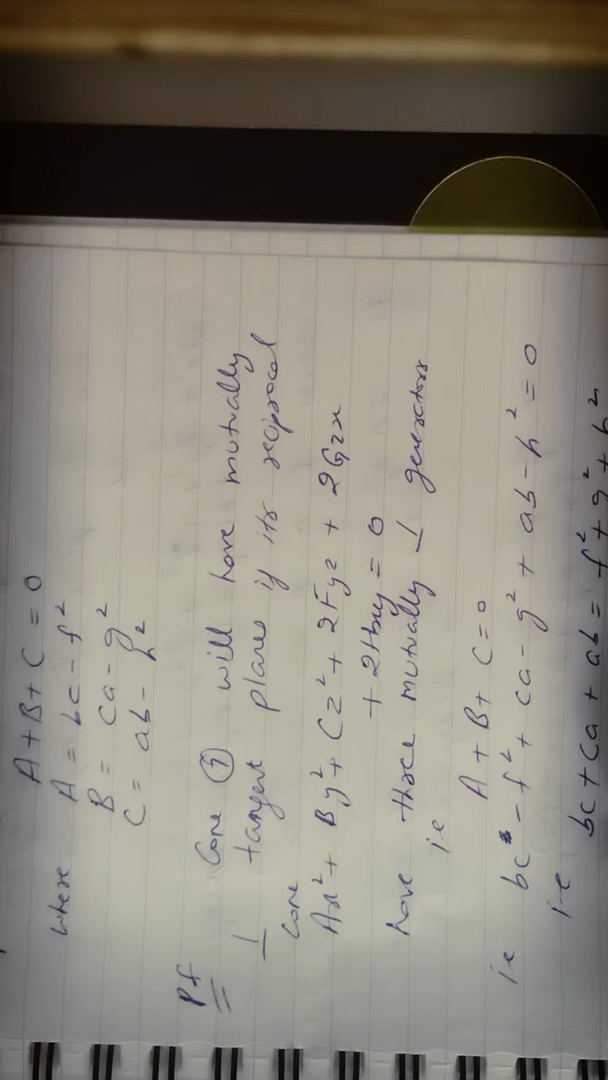 A + B + C = 0
where A = bc - f²
B = ca - g²
C = ab - h²
Pf Cone ① will have mutually
⊥ tangent planes if its reciprocal
cone
Ax² + By² + Cz² + 2Fyz + 2Gzx
+ 2Hxy = 0
have three mutually ⊥ generators
i.e A + B + C = 0
i.e bc - f² + ca - g² + ab - h² = 0
i.e bc + ca + ab = f² + g² + h²